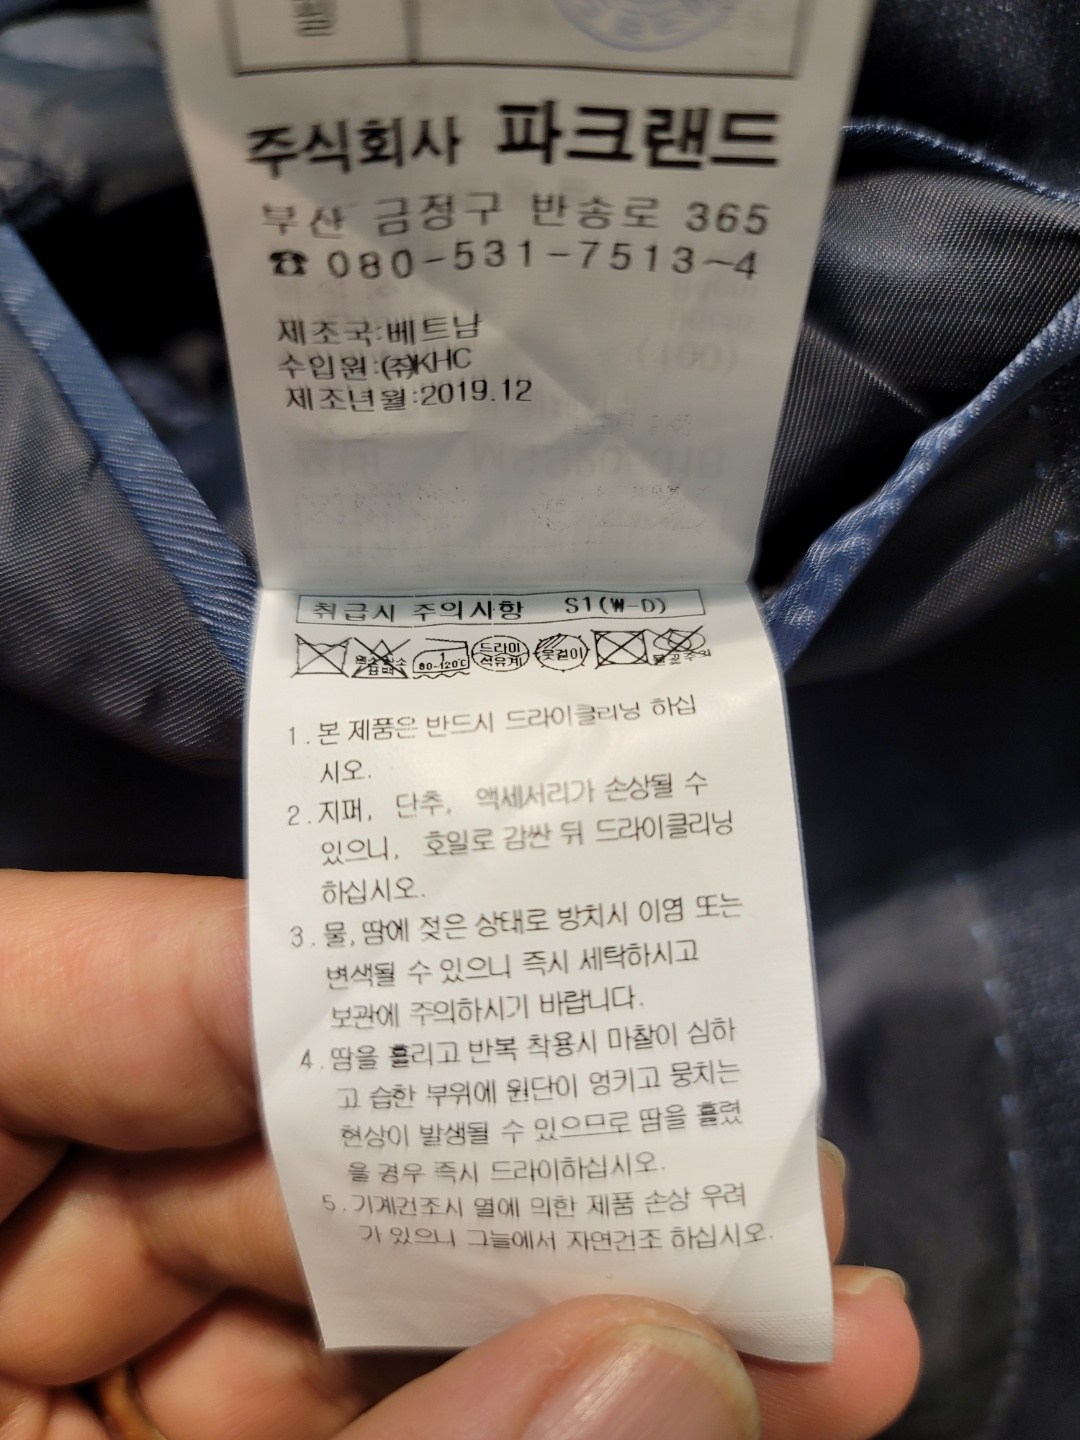 주식회사 파크랜드
부산 금정구 반송로 365
☎ 080-531-7513~4
제조국:베트남
수입원:(주)KHC
제조년월:2019.12
취급시 주의사항 S1(W-D)
80-120℃ 드라이 옷걸이
석유계
1.본 제품은 반드시 드라이클리닝 하십
시오.
2.지퍼, 단추, 액세서리가 손상될 수
있으니, 호일로 감싼 뒤 드라이클리닝
하십시오.
3.물,땀에 젖은 상태로 방치시 이염 또는
변색될 수 있으니 즉시 세탁하시고
보관에 주의하시기 바랍니다.
4.땀을 흘리고 반복 착용시 마찰이 심하
고 습한 부위에 원단이 엉키고 뭉치는
현상이 발생될 수 있으므로 땀을 흘렸
을 경우 즉시 드라이하십시오.
5.기계건조시 열에 의한 제품 손상 우려
가 있으니 그늘에서 자연건조 하십시오.